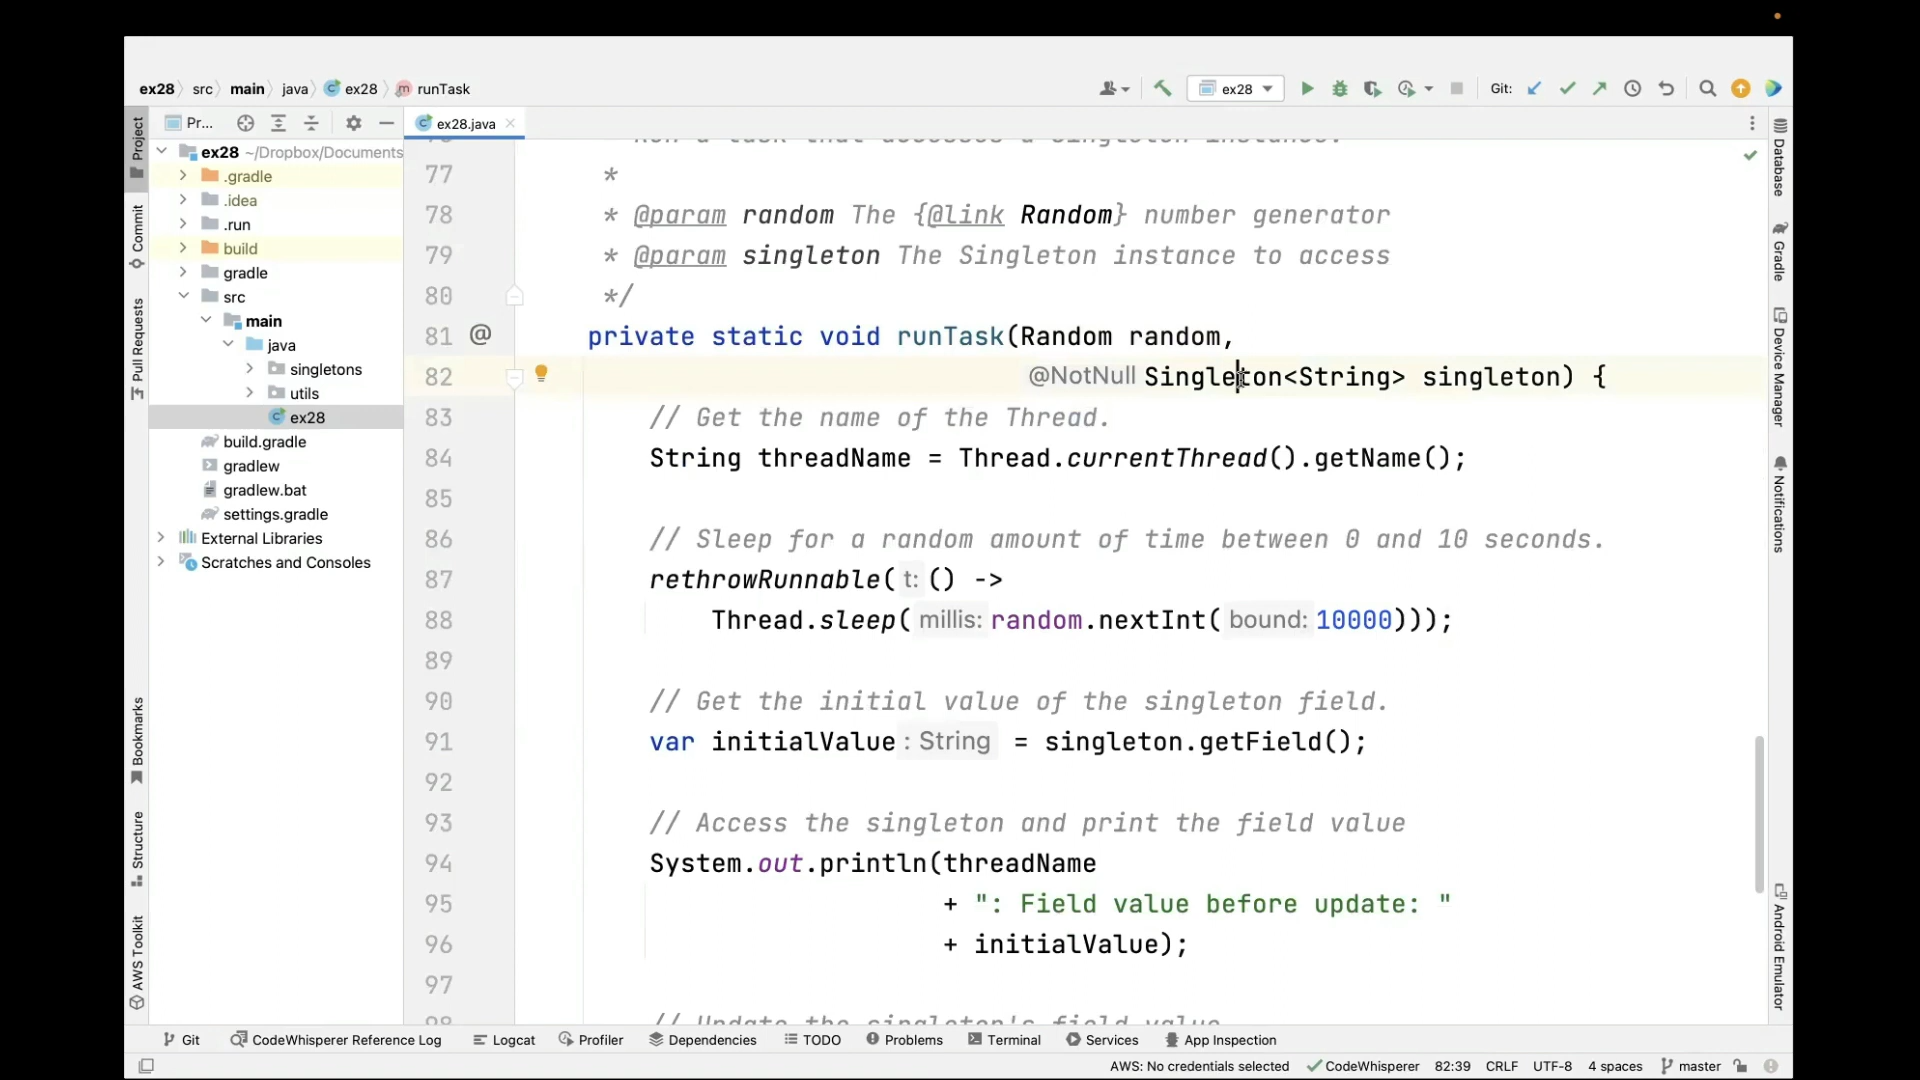 ex28 src main java ex28 runTask
ex28
Git:
Pr...
ex28.java
Project
Commit
Pull Requests
Bookmarks
Structure
AWS Toolkit
ex28 ~/Dropbox/Documents
.gradle
.idea
.run
build
gradle
src
main
java
singletons
utils
ex28
build.gradle
gradlew
gradlew.bat
settings.gradle
External Libraries
Scratches and Consoles
77 *
78 * @param random The {@link Random} number generator
79 * @param singleton The Singleton instance to access
80 */
81 @ private static void runTask(Random random,
82 @NotNull Singleton<String> singleton) {
83 // Get the name of the Thread.
84 String threadName = Thread.currentThread().getName();
85
86 // Sleep for a random amount of time between 0 and 10 seconds.
87 rethrowRunnable( t: () ->
88 Thread.sleep( millis: random.nextInt( bound: 10000)));
89
90 // Get the initial value of the singleton field.
91 var initialValue : String = singleton.getField();
92
93 // Access the singleton and print the field value
94 System.out.println(threadName
95 + ": Field value before update: "
96 + initialValue);
97
98 // Update the singleton's field value
Database
Gradle
Device Manager
Notifications
Android Emulator
Git CodeWhisperer Reference Log Logcat Profiler Dependencies TODO Problems Terminal Services App Inspection
AWS: No credentials selected CodeWhisperer 82:39 CRLF UTF-8 4 spaces master